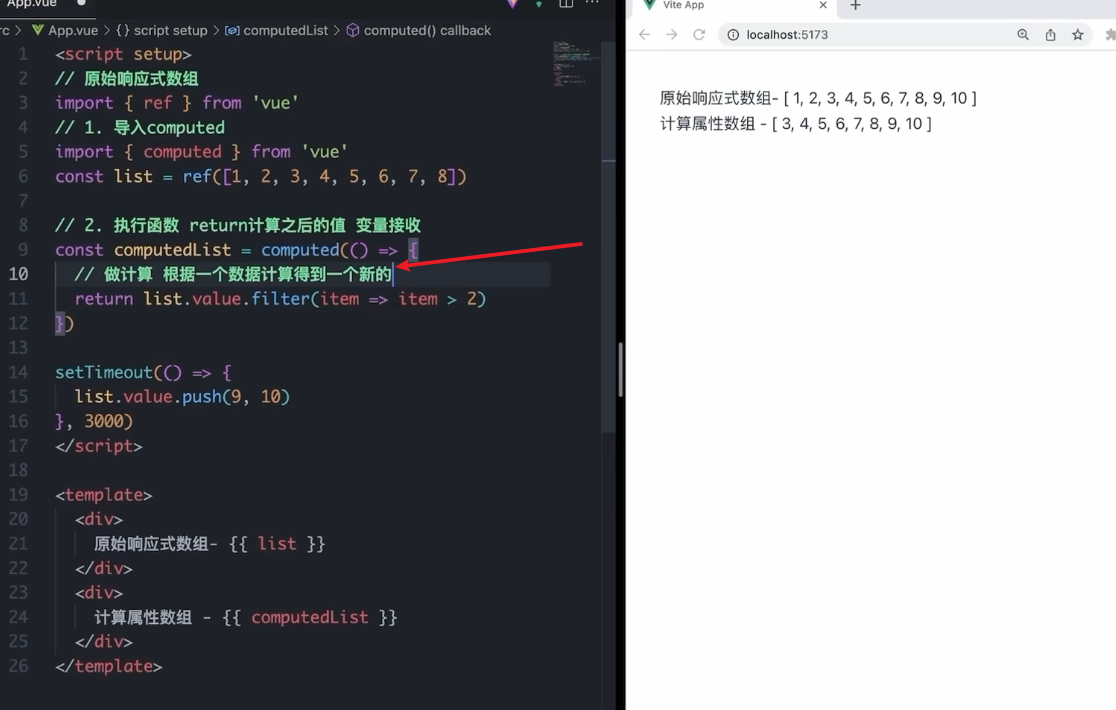 App.vue
rc > App.vue > {} script setup > computedList > computed() callback
1 <script setup>
2 // 原始响应式数组
3 import { ref } from 'vue'
4 // 1. 导入computed
5 import { computed } from 'vue'
6 const list = ref([1, 2, 3, 4, 5, 6, 7, 8])
7
8 // 2. 执行函数 return计算之后的值 变量接收
9 const computedList = computed(() => {
10 // 做计算 根据一个数据计算得到一个新的
11 return list.value.filter(item => item > 2)
12 })
13
14 setTimeout(() => {
15 list.value.push(9, 10)
16 }, 3000)
17 </script>
18
19 <template>
20 <div>
21 原始响应式数组- {{ list }}
22 </div>
23 <div>
24 计算属性数组 - {{ computedList }}
25 </div>
26 </template>
Vite App
localhost:5173
原始响应式数组- [ 1, 2, 3, 4, 5, 6, 7, 8, 9, 10 ]
计算属性数组 - [ 3, 4, 5, 6, 7, 8, 9, 10 ]